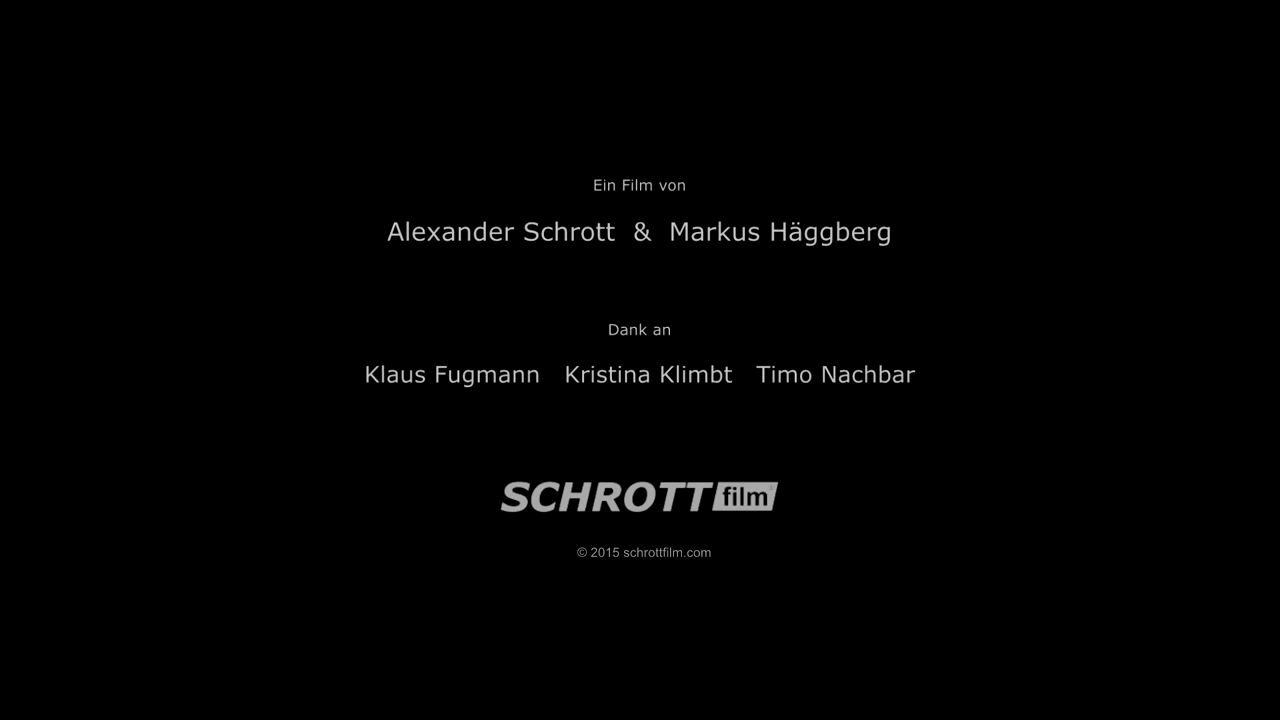 Ein Film von
Alexander Schrott & Markus Häggberg
Dank an
Klaus Fugmann Kristina Klimbt Timo Nachbar
SCHROTT film
© 2015 schrottfilm.com